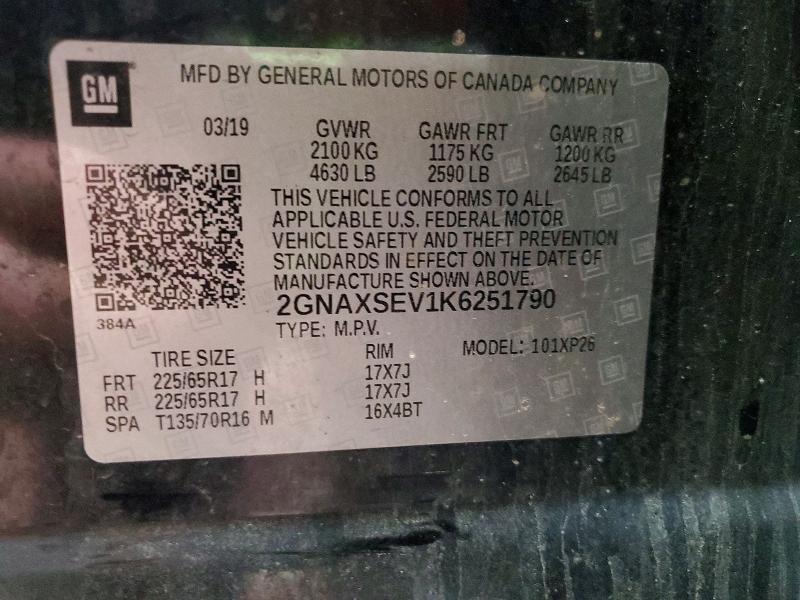 GM
MFD BY GENERAL MOTORS OF CANADA COMPANY
03/19 GVWR GAWR FRT GAWR RR
2100 KG 1175 KG 1200 KG
4630 LB 2590 LB 2645 LB
THIS VEHICLE CONFORMS TO ALL
APPLICABLE U.S. FEDERAL MOTOR
VEHICLE SAFETY AND THEFT PREVENTION
STANDARDS IN EFFECT ON THE DATE OF
MANUFACTURE SHOWN ABOVE.
2GNAXSEV1K6251790
384A
TYPE: M.P.V.
TIRE SIZE RIM MODEL: 101XP26
FRT 225/65R17 H 17X7J
RR 225/65R17 H 17X7J
SPA T135/70R16 M 16X4BT